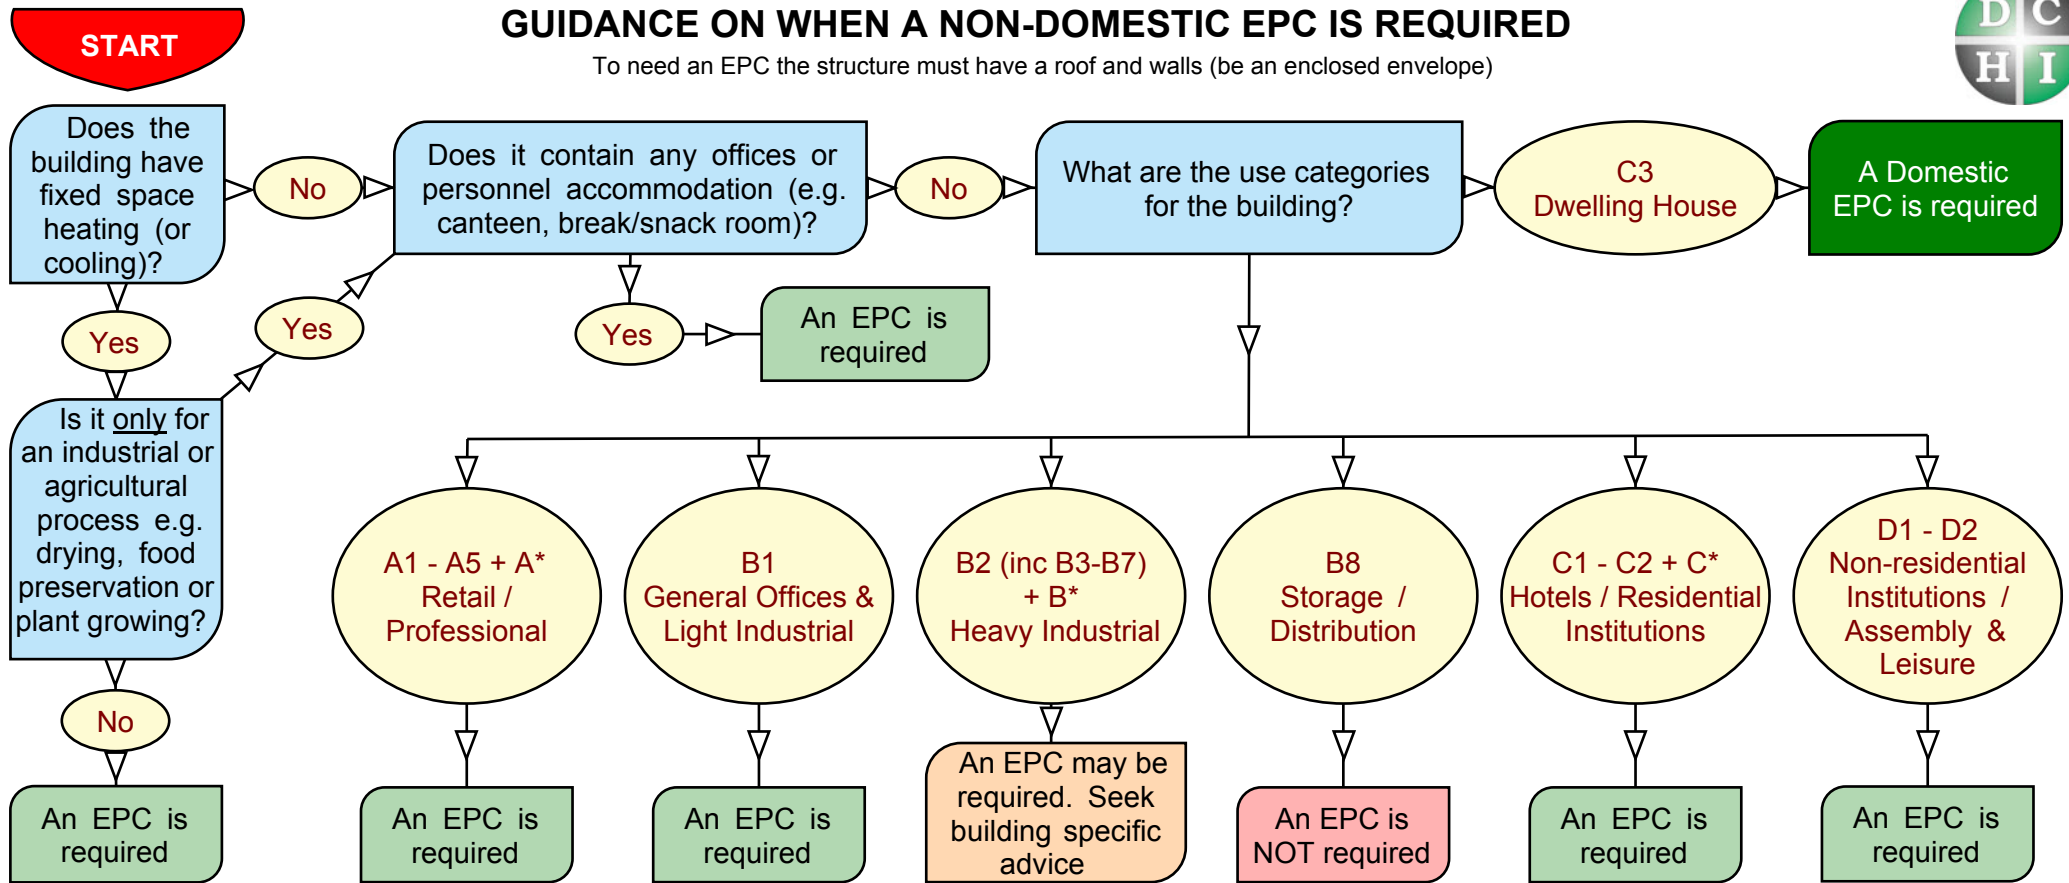 START
GUIDANCE ON WHEN A NON-DOMESTIC EPC IS REQUIRED
To need an EPC the structure must have a roof and walls (be an enclosed envelope)
D C
H I
Does the
building have
fixed space
heating (or
cooling)?
No
Does it contain any offices or
personnel accommodation (e.g.
canteen, break/snack room)?
No
What are the use categories
for the building?
C3
Dwelling House
A Domestic
EPC is required
Yes
Yes
Yes
An EPC is
required
Is it only for
an industrial or
agricultural
process e.g.
drying, food
preservation or
plant growing?
No
An EPC is
required
A1 - A5 + A*
Retail /
Professional
B1
General Offices &
Light Industrial
B2 (inc B3-B7)
+ B*
Heavy Industrial
B8
Storage /
Distribution
C1 - C2 + C*
Hotels / Residential
Institutions
D1 - D2
Non-residential
Institutions /
Assembly &
Leisure
An EPC is
required
An EPC is
required
An EPC may be
required. Seek
building specific
advice
An EPC is
NOT required
An EPC is
required
An EPC is
required